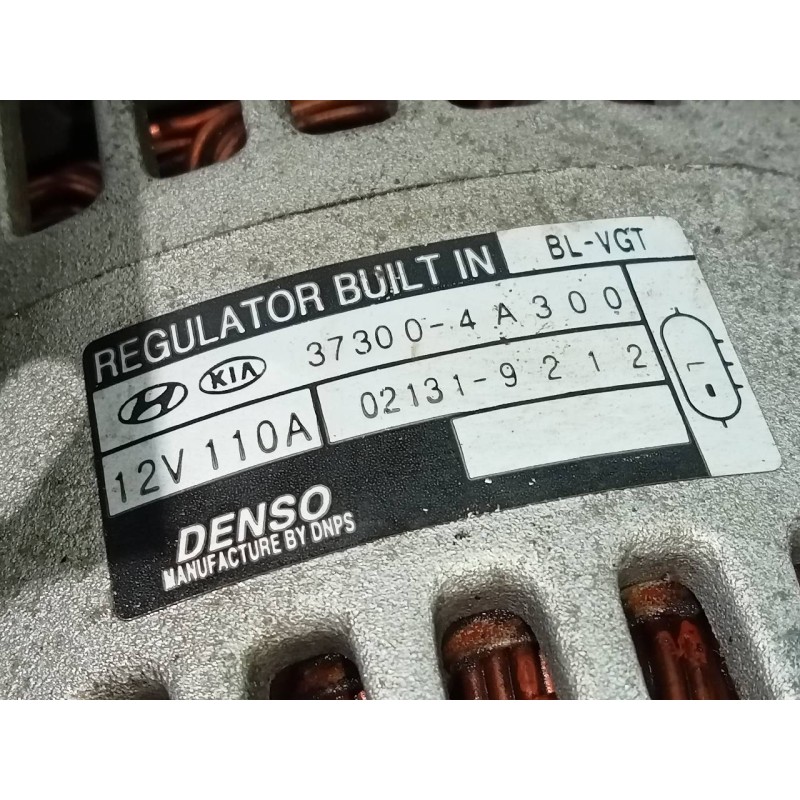 REGULATOR BUILT IN BL-VGT
KIA 37300-4A300
12V 110A 02131-9212
L
DENSO
MANUFACTURE BY DNPS